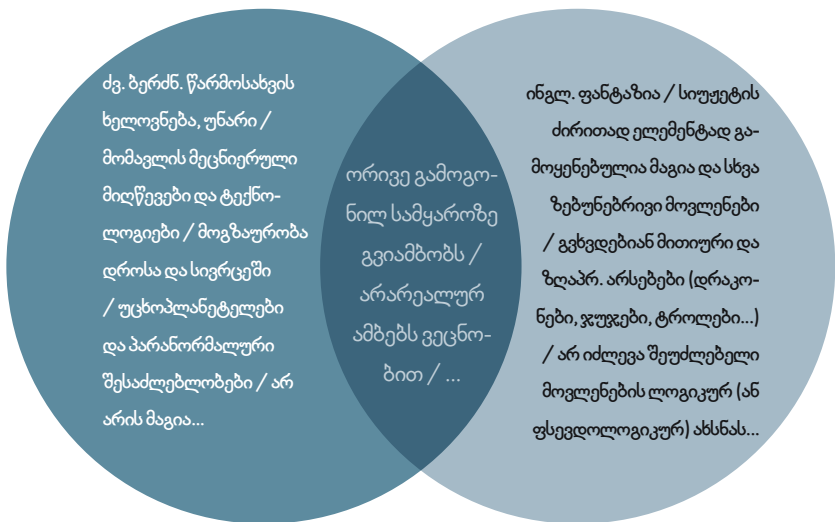 ძვ. ბერძნ. წარმოსახვის
ხელოვნება, უნარი /
მომავლის მეცნიერული
მიღწევები და ტექნო-
ლოგიები / მოგზაურობა
დროსა და სივრცეში
/ უცხოპლანეტელები
და პარანორმალური
შესაძლებლობები / არ
არის მაგია...
ორივე გამოგო-
ნილ სამყაროზე
გვიამბობს /
არარეალურ
ამბებს ვეცნო-
ბით / ...
ინგლ. ფანტაზია / სიუჟეტის
ძირითად ელემენტად გა-
მოყენებულია მაგია და სხვა
ზებუნებრივი მოვლენები
/ გვხვდებიან მითიური და
ზღაპრ. არსებები (დრაკო-
ნები, ჯუჯები, ტროლები...)
/ არ იძლევა შეუძლებელი
მოვლენების ლოგიკურ (ან
ფსევდოლოგიკურ) ახსნას...